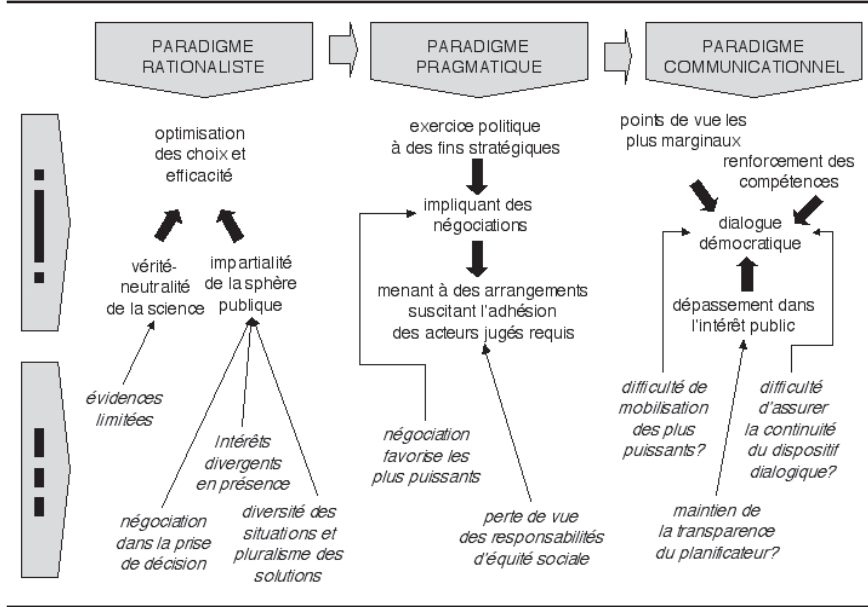 PARADIGME
RATIONALISTE
PARADIGME
PRAGMATIQUE
PARADIGME
COMMUNICATIONNEL
optimisation
des choix et
efficacité
vérité-
neutralité
de la science
impartialité
de la sphère
publique
évidences
limitées
Intérêts
divergents
en présence
négociation
dans la prise
de décision
diversité des
situations et
pluralisme des
solutions
exercice politique
à des fins stratégiques
impliquant des
négociations
menant à des arrangements
suscitant l'adhésion
des acteurs jugés requis
négociation
favorise les
plus puissants
perte de vue
des responsabilités
d'équité sociale
points de vue les
plus marginaux
renforcement des
compétences
dialogue
démocratique
dépassement dans
l'intérêt public
difficulté de
mobilisation
des plus
puissants?
difficulté
d'assurer
la continuité
du dispositif
dialogique?
maintien de
la transparence
du planificateur?